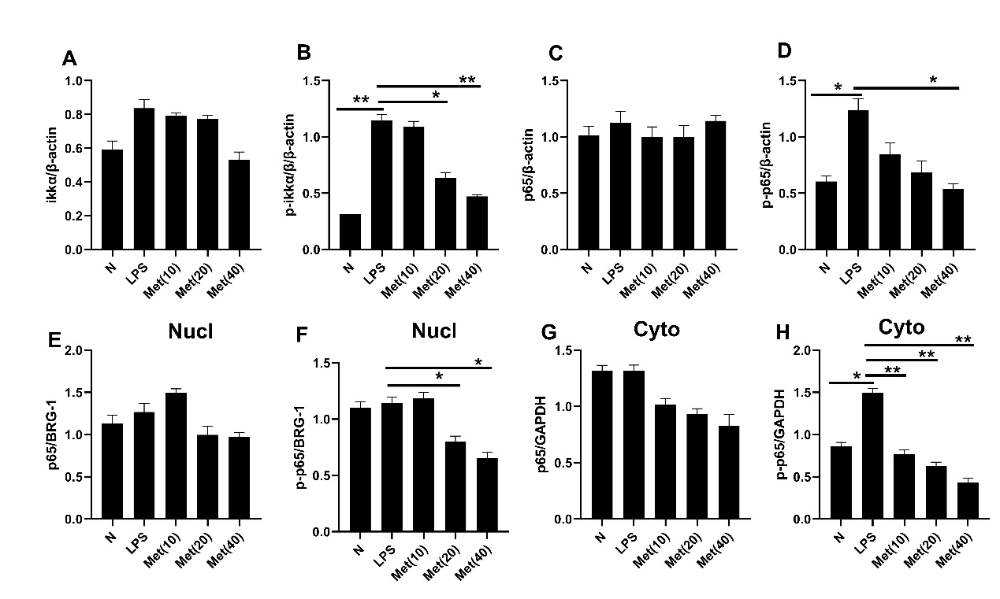 A
ikkα/β-actin
1.0
0.8
0.6
0.4
0.2
0.0
N
LPS
Met(10)
Met(20)
Met(40)
B
p-ikkα/β/β-actin
1.5
1.0
0.5
0.0
**
*
**
N
LPS
Met(10)
Met(20)
Met(40)
C
p65/β-actin
1.5
1.0
0.5
0.0
N
LPS
Met(10)
Met(20)
Met(40)
D
p-p65/β-actin
1.5
1.0
0.5
0.0
*
*
N
LPS
Met(10)
Met(20)
Met(40)
E
Nucl
p65/BRG-1
2.0
1.5
1.0
0.5
0.0
N
LPS
Met(10)
Met(20)
Met(40)
F
Nucl
p-p65/BRG-1
1.5
1.0
0.5
0.0
*
*
N
LPS
Met(10)
Met(20)
Met(40)
G
Cyto
p65/GAPDH
1.5
1.0
0.5
0.0
N
LPS
Met(10)
Met(20)
Met(40)
H
Cyto
p-p65/GAPDH
2.0
1.5
1.0
0.5
0.0
**
**
**
*
N
LPS
Met(10)
Met(20)
Met(40)